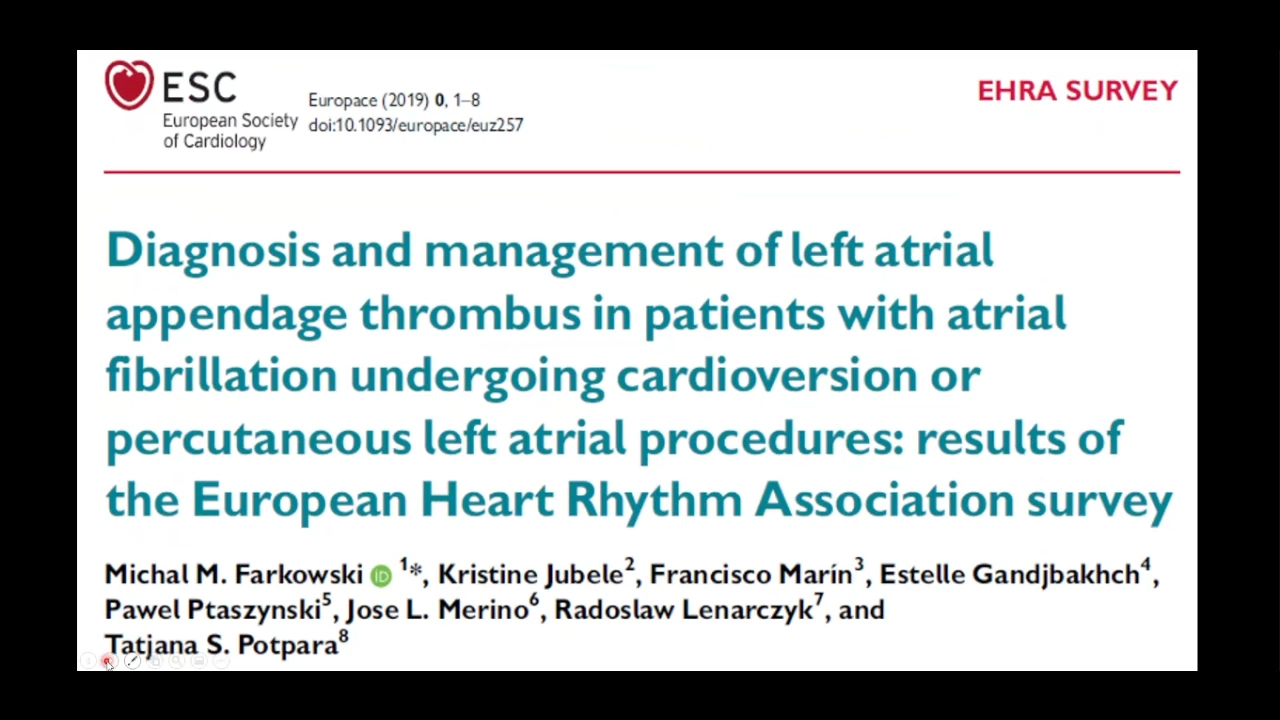 ESC
European Society
of Cardiology
Europace (2019) 0, 1–8
doi:10.1093/europace/euz257
EHRA SURVEY
Diagnosis and management of left atrial
appendage thrombus in patients with atrial
fibrillation undergoing cardioversion or
percutaneous left atrial procedures: results of
the European Heart Rhythm Association survey
Michal M. Farkowski iD 1*, Kristine Jubele2, Francisco Marín3, Estelle Gandjbakhch4,
Pawel Ptaszynski5, Jose L. Merino6, Radoslaw Lenarczyk7, and
Tatjana S. Potpara8